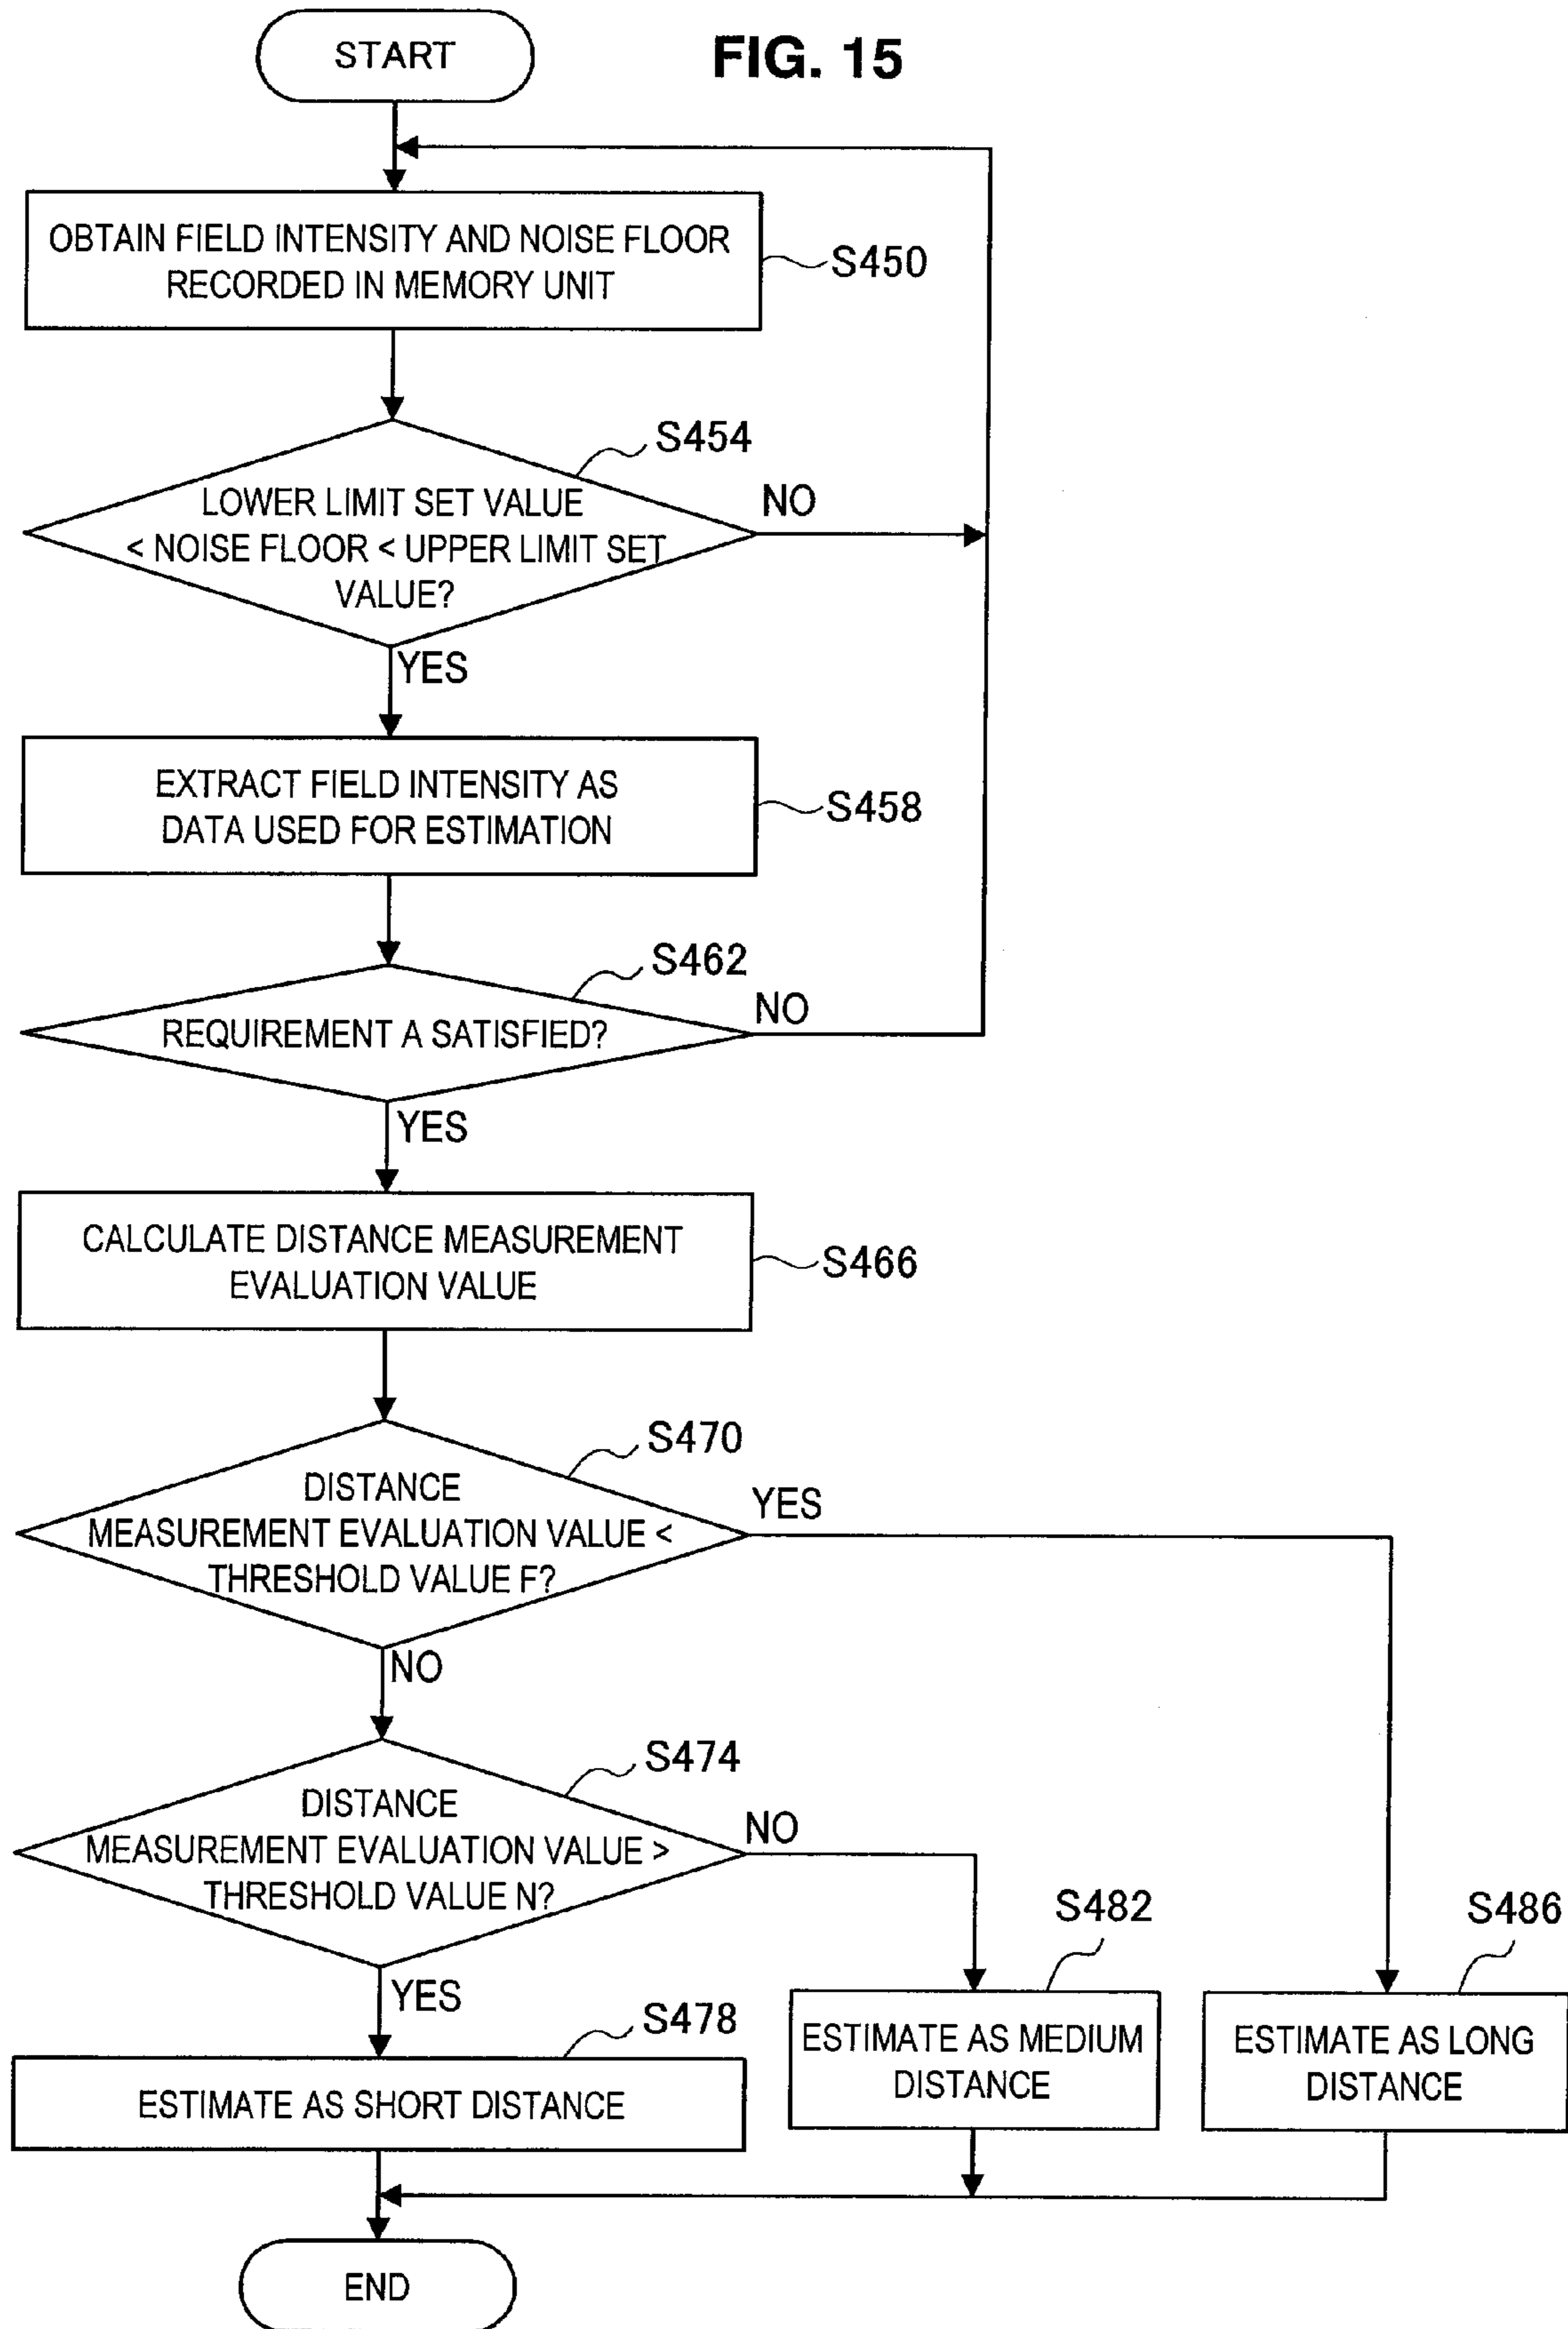 START
FIG. 15
OBTAIN FIELD INTENSITY AND NOISE FLOOR
RECORDED IN MEMORY UNIT
S450
S454
LOWER LIMIT SET VALUE
< NOISE FLOOR < UPPER LIMIT SET
VALUE?
NO
YES
EXTRACT FIELD INTENSITY AS
DATA USED FOR ESTIMATION
S458
S462
REQUIREMENT A SATISFIED?
NO
YES
CALCULATE DISTANCE MEASUREMENT
EVALUATION VALUE
S466
S470
DISTANCE
MEASUREMENT EVALUATION VALUE <
THRESHOLD VALUE F?
YES
NO
S474
DISTANCE
MEASUREMENT EVALUATION VALUE >
THRESHOLD VALUE N?
NO
YES
S478
ESTIMATE AS SHORT DISTANCE
S482
ESTIMATE AS MEDIUM
DISTANCE
S486
ESTIMATE AS LONG
DISTANCE
END